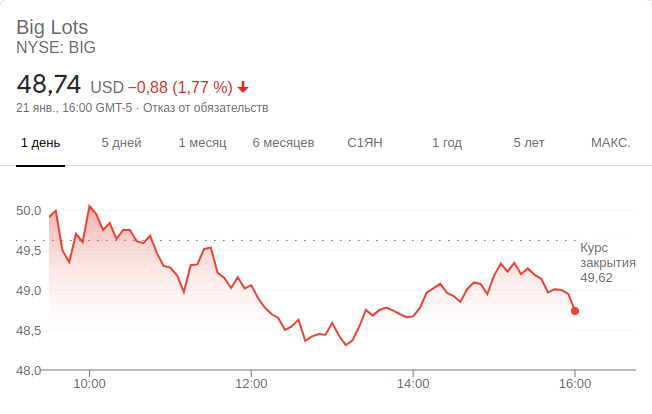 Big Lots
NYSE: BIG
48,74 USD −0,88 (1,77 %)
21 янв., 16:00 GMT-5 · Отказ от обязательств
1 день 5 дней 1 месяц 6 месяцев С1ЯН 1 год 5 лет МАКС.
50,0
49,5
49,0
48,5
48,0
Курс
закрытия
49,62
10:00 12:00 14:00 16:00